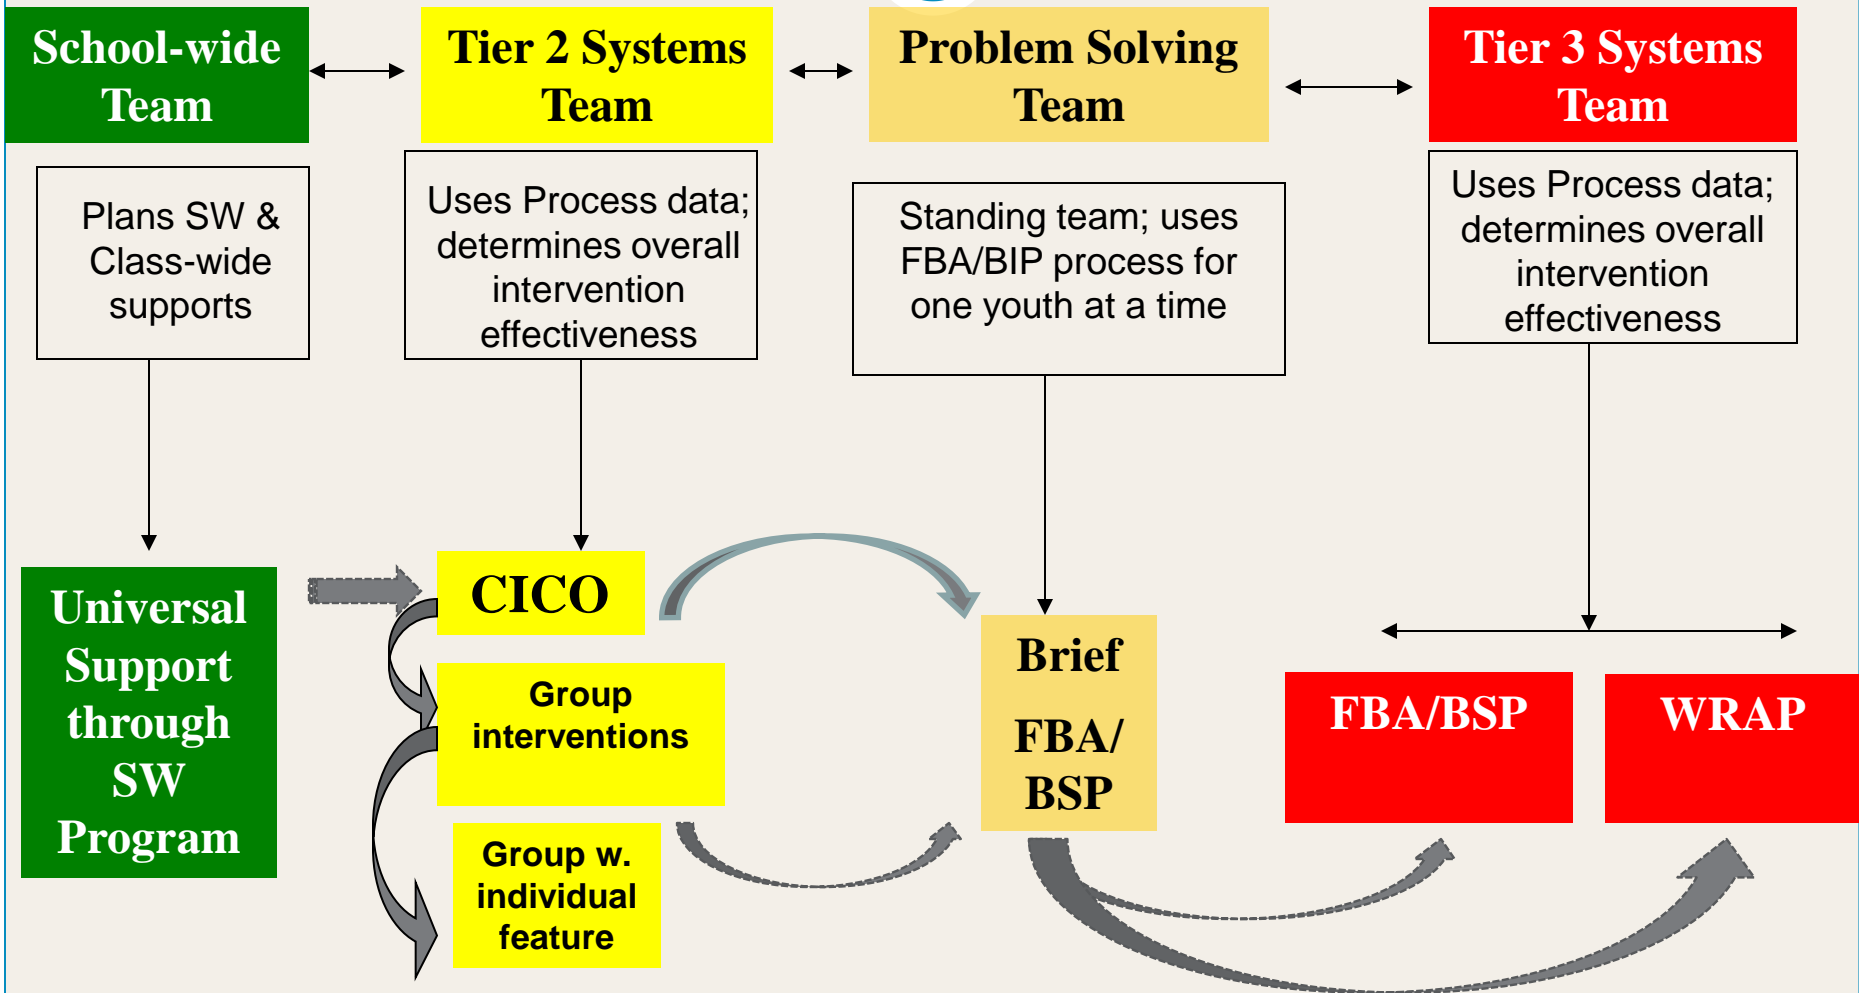 School-wide
Team
Tier 2 Systems
Team
Problem Solving
Team
Tier 3 Systems
Team
Plans SW &
Class-wide
supports
Uses Process data;
determines overall
intervention
effectiveness
Standing team; uses
FBA/BIP process for
one youth at a time
Uses Process data;
determines overall
intervention
effectiveness
Universal
Support
through
SW
Program
CICO
Group
interventions
Group w.
individual
feature
Brief
FBA/
BSP
FBA/BSP
WRAP